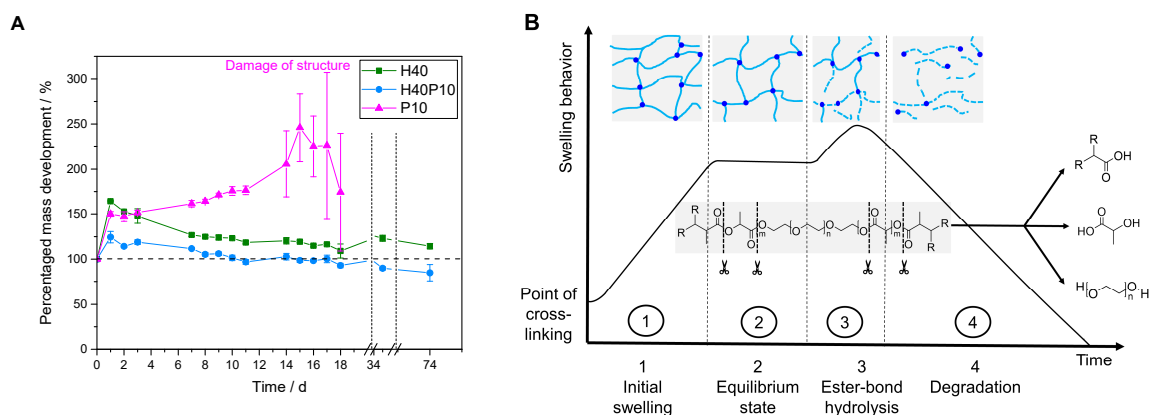 A
Damage of structure
H40
H40P10
P10
Percentaged mass development / %
300
250
200
150
100
50
0
0 2 4 6 8 10 12 14 16 18 34 74
Time / d
B
Swelling behavior
Point of
cross-
linking
R
R
O
O
O
O
m
O
O
n
O
O
O
m
O
O
R
R
R
R
O
OH
HO
O
OH
H
O
n
O
H
1
2
3
4
Time
1
Initial
swelling
2
Equilibrium
state
3
Ester-bond
hydrolysis
4
Degradation